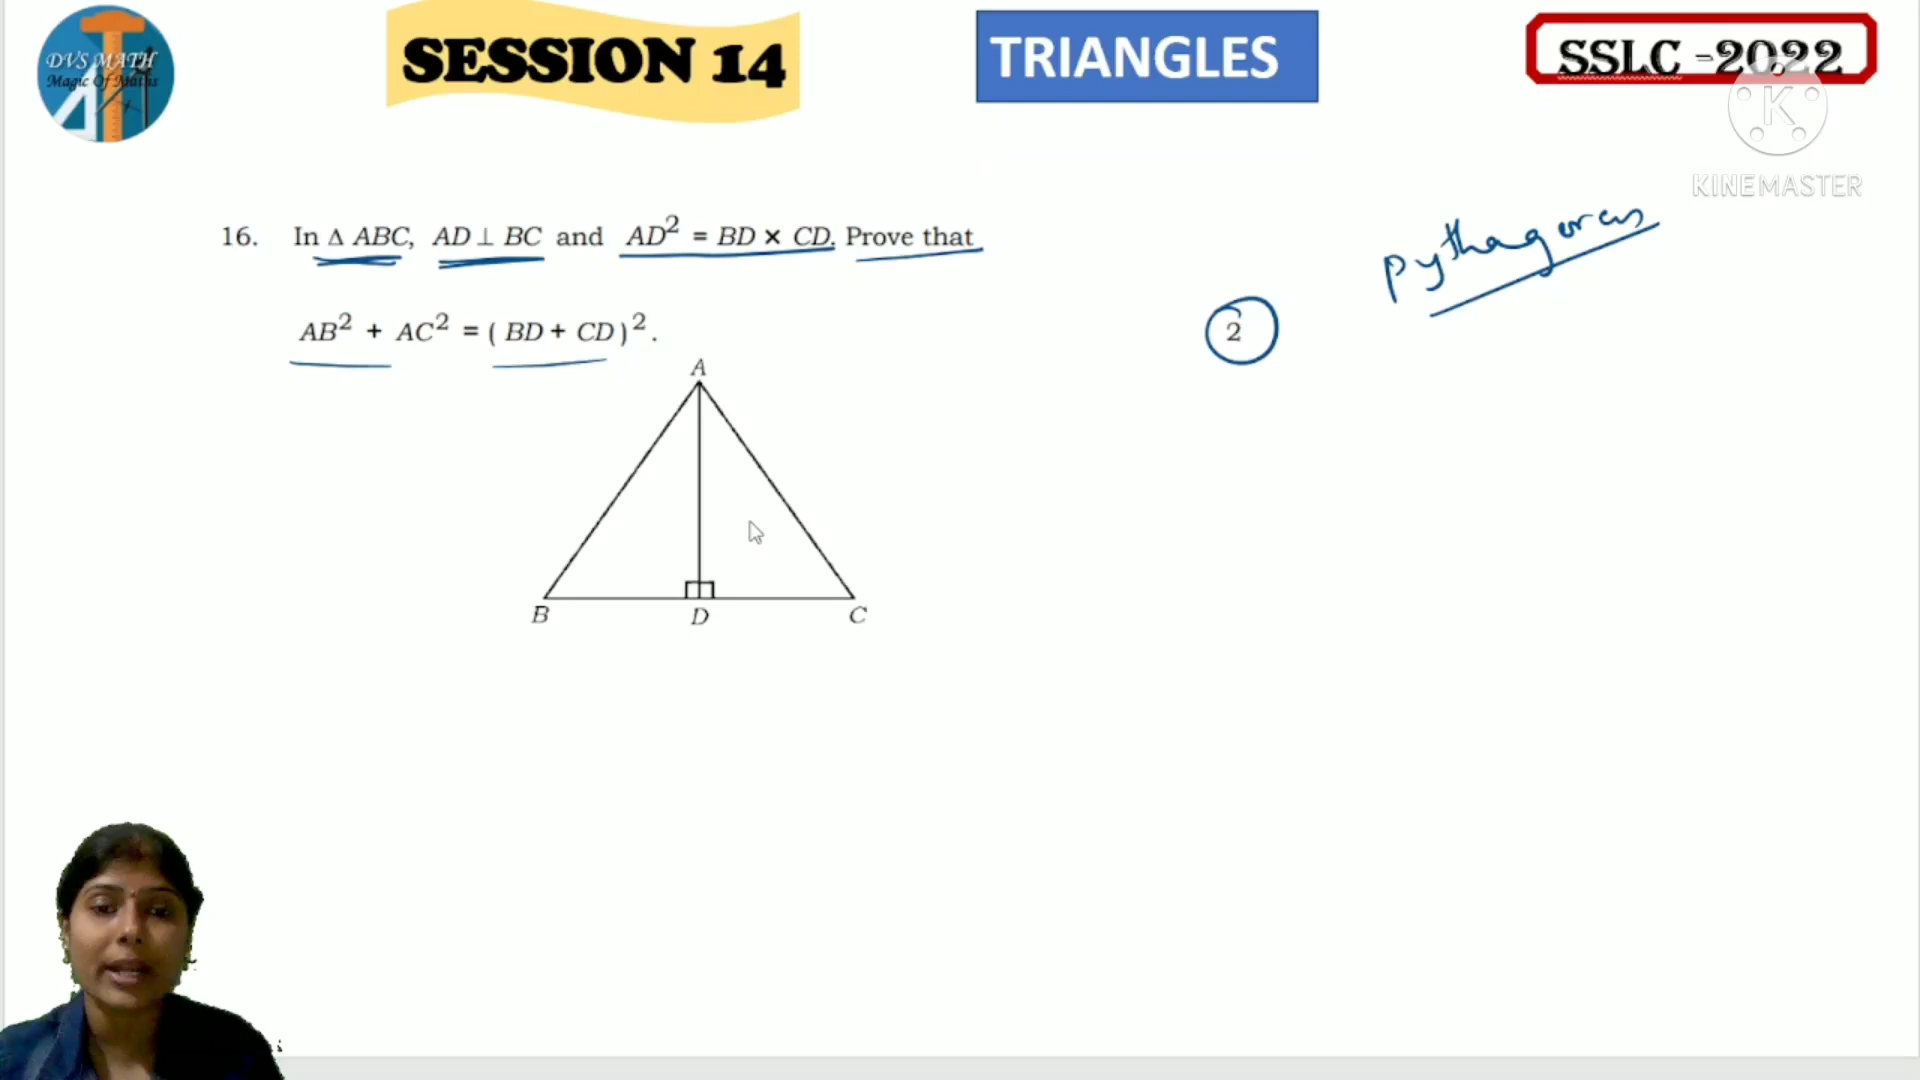 DVS MATH
Magic Of Maths
SESSION 14
TRIANGLES
SSLC -2022
K
KINEMASTER
pythagoras
16. In Δ ABC, AD ⊥ BC and AD² = BD × CD. Prove that
AB² + AC² = ( BD + CD )². 2
A
B D C